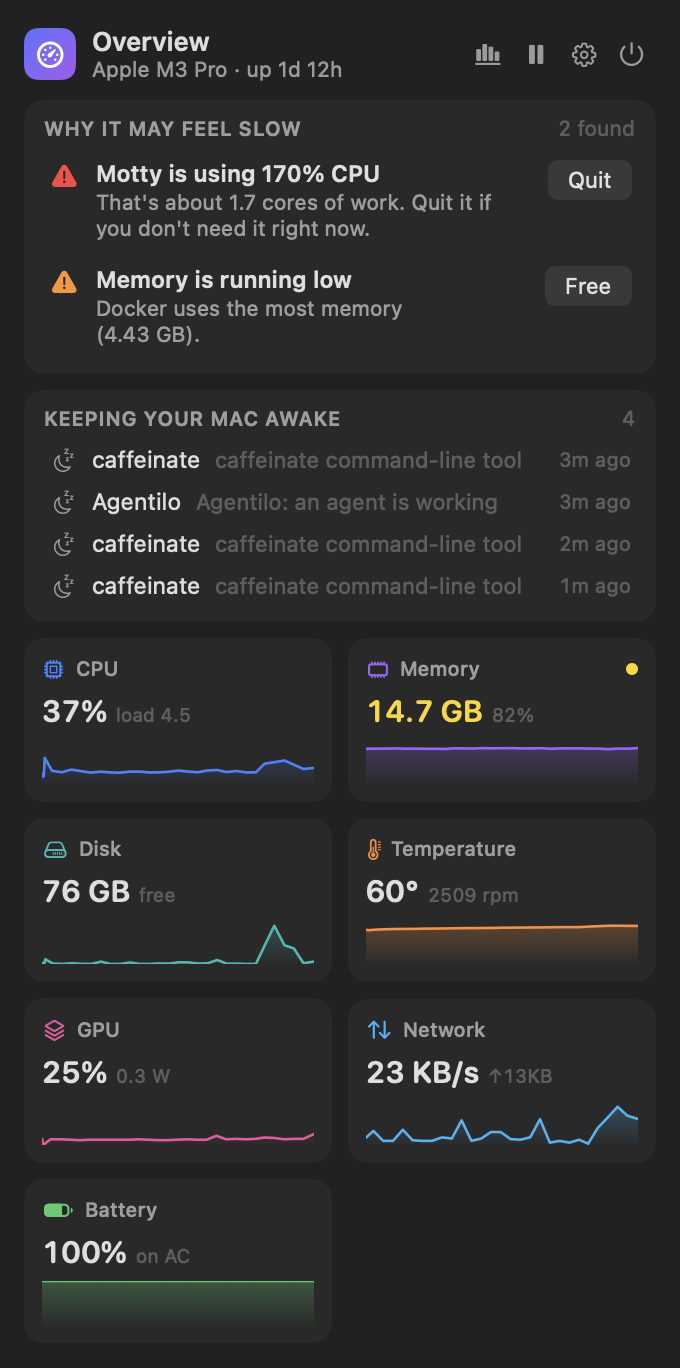 Overview
Apple M3 Pro · up 1d 12h
WHY IT MAY FEEL SLOW 2 found
Motty is using 170% CPU
Quit
That's about 1.7 cores of work. Quit it if
you don't need it right now.
Memory is running low
Free
Docker uses the most memory
(4.43 GB).
KEEPING YOUR MAC AWAKE 4
caffeinate caffeinate command-line tool 3m ago
Agentilo Agentilo: an agent is working 3m ago
caffeinate caffeinate command-line tool 2m ago
caffeinate caffeinate command-line tool 1m ago
CPU
37% load 4.5
Memory
14.7 GB 82%
Disk
76 GB free
Temperature
60° 2509 rpm
GPU
25% 0.3 W
Network
23 KB/s ↑13KB
Battery
100% on AC